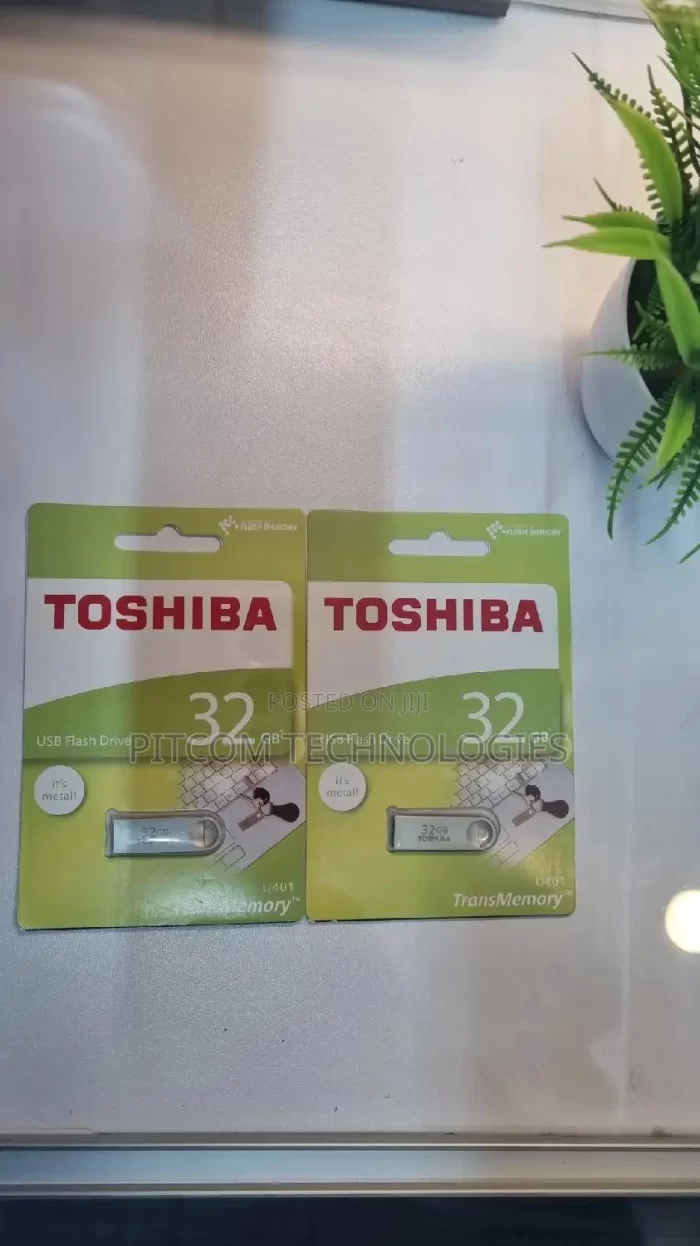 FLASH MEMORY
TOSHIBA
32 GB
USB Flash Drive
it's
metal!
32GB
U401
TransMemory™
FLASH MEMORY
TOSHIBA
32 GB
USB Flash Drive
it's
metal!
32GB
TOSHIBA
U401
TransMemory™
POSTED ON JIJI
PITCOM TECHNOLOGIES